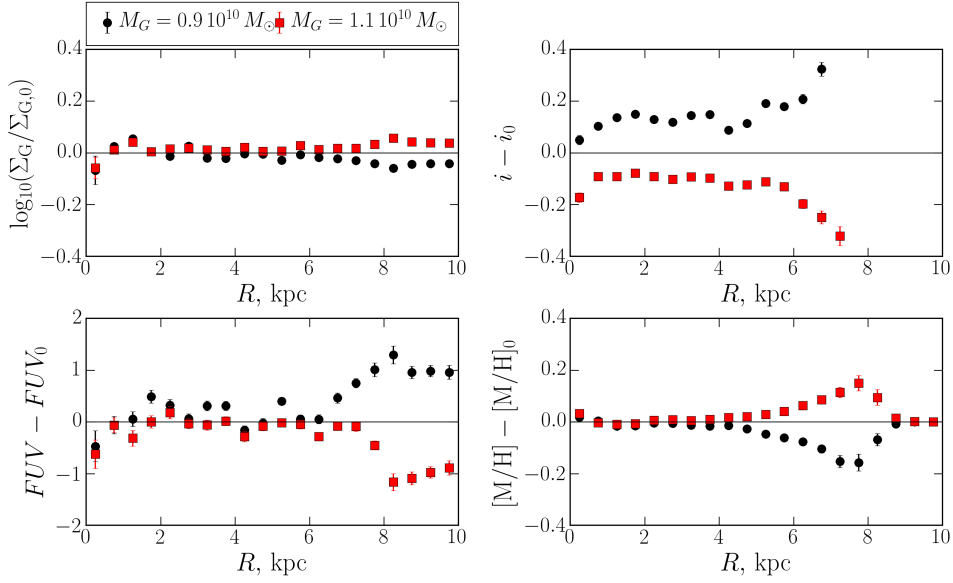 M_G = 0.9 10^10 M_⊙ M_G = 1.1 10^10 M_⊙
0.4
0.2
0.0
−0.2
−0.4
log10(Σ_G/Σ_G,0)
0 2 4 6 8 10
R, kpc
0.4
0.2
0.0
−0.2
−0.4
i − i_0
0 2 4 6 8 10
R, kpc
2
1
0
−1
−2
FUV − FUV_0
0 2 4 6 8 10
R, kpc
0.4
0.2
0.0
−0.2
−0.4
[M/H] − [M/H]_0
0 2 4 6 8 10
R, kpc